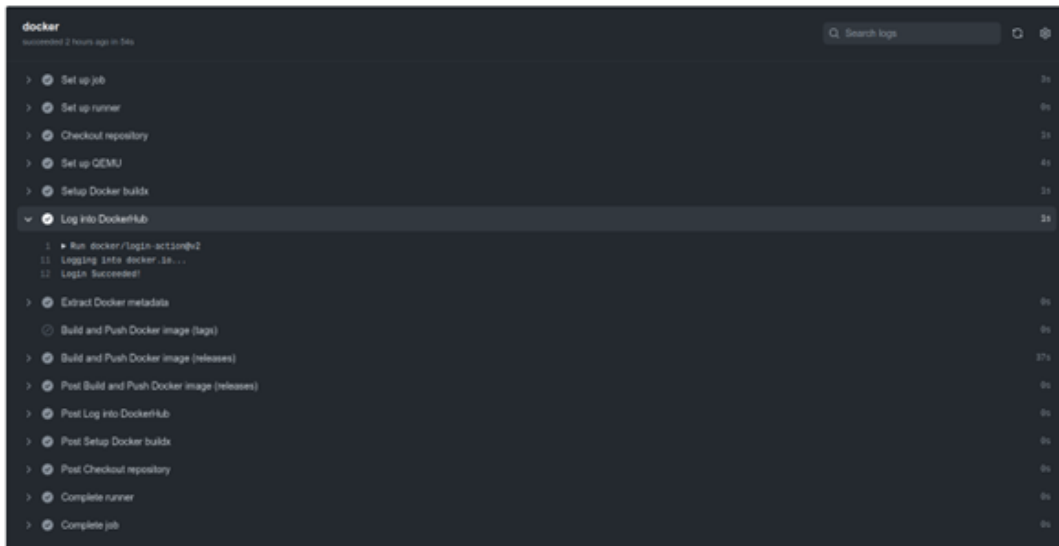 docker
succeeded 2 hours ago in 54s
Search logs
Set up job 3s
Set up runner 0s
Checkout repository 1s
Set up QEMU 4s
Setup Docker buildx 1s
Log into DockerHub 1s
1 ▶ Run docker/login-action@v2
11 Logging into docker.io...
12 Login Succeeded!
Extract Docker metadata 0s
Build and Push Docker image (tags) 0s
Build and Push Docker image (releases) 37s
Post Build and Push Docker image (releases) 0s
Post Log into DockerHub 0s
Post Setup Docker buildx 0s
Post Checkout repository 0s
Complete runner 0s
Complete job 0s